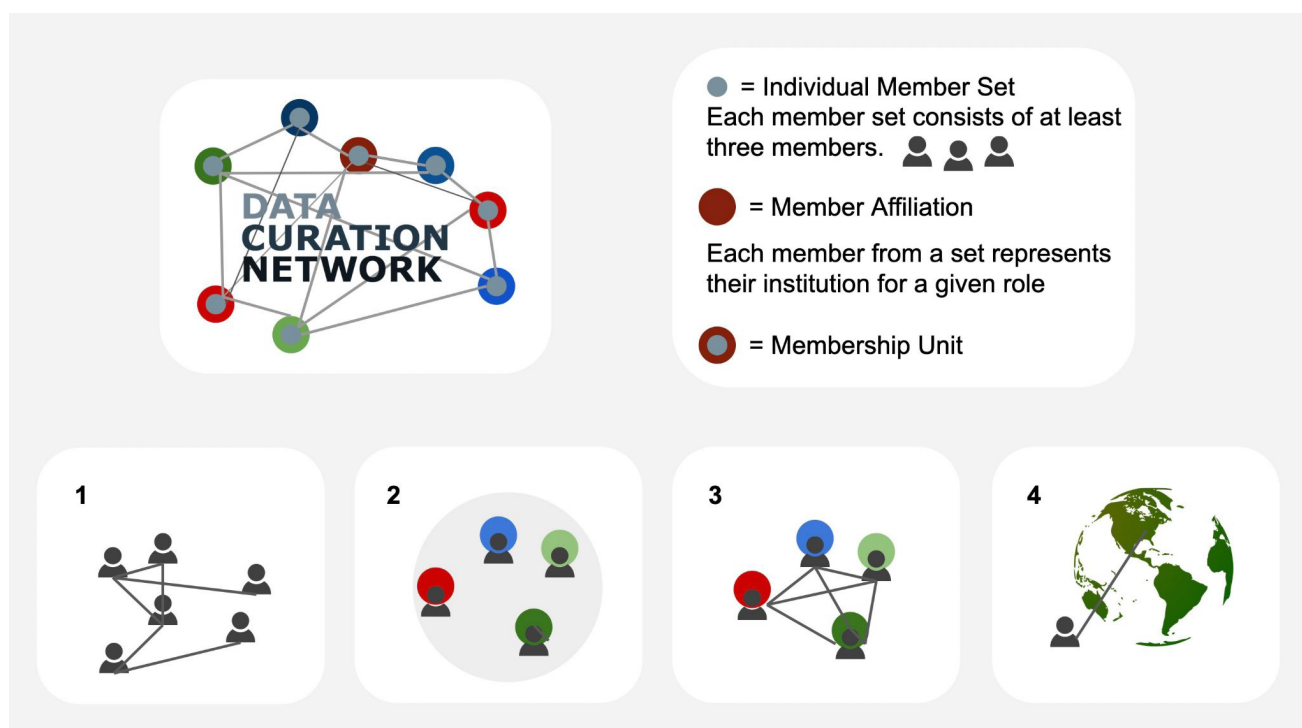 DATA
CURATION
NETWORK
= Individual Member Set
Each member set consists of at least
three members.
= Member Affiliation
Each member from a set represents
their institution for a given role
= Membership Unit
1
2
3
4